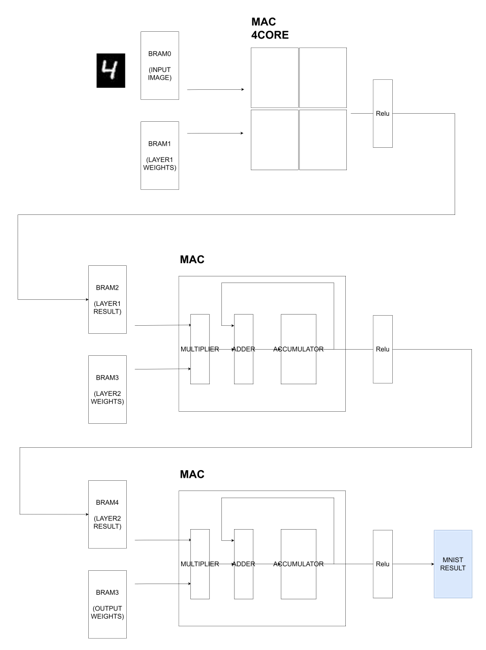 MAC
4CORE
4
BRAM0
(INPUT
IMAGE)
BRAM1
(LAYER1
WEIGHTS)
Relu
MAC
BRAM2
(LAYER1
RESULT)
BRAM3
(LAYER2
WEIGHTS)
MULTIPLIER
ADDER
ACCUMULATOR
Relu
MAC
BRAM4
(LAYER2
RESULT)
BRAM3
(OUTPUT
WEIGHTS)
MULTIPLIER
ADDER
ACCUMULATOR
Relu
MNIST
RESULT